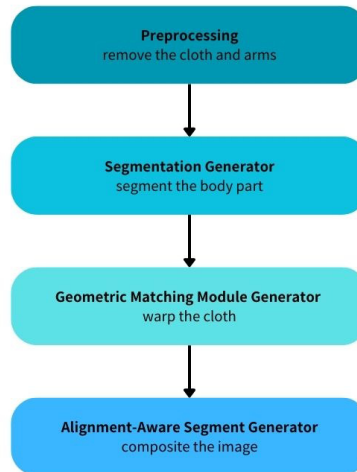 Preprocessing
remove the cloth and arms
Segmentation Generator
segment the body part
Geometric Matching Module Generator
warp the cloth
Alignment-Aware Segment Generator
composite the image